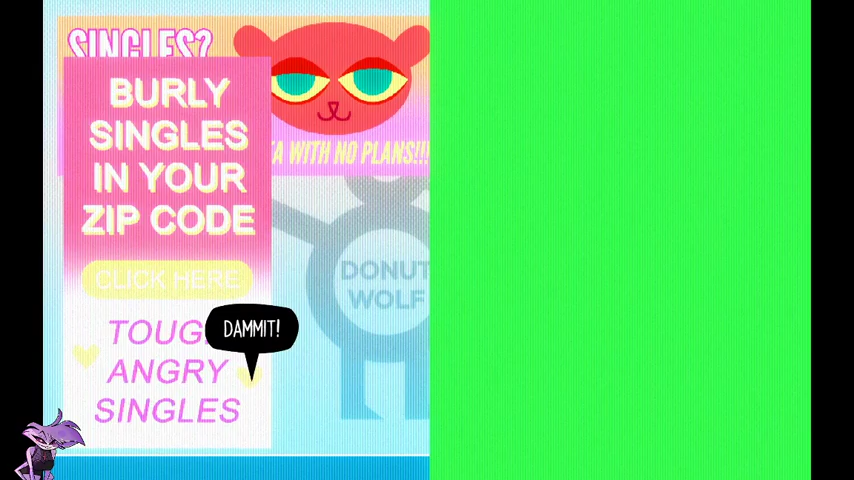 SINGLES?
BURLY
SINGLES
IN YOUR
ZIP CODE
CLICK HERE
WITH NO PLANS!!!
DONUT
WOLF
DAMMIT!
TOUG
ANGRY
SINGLES